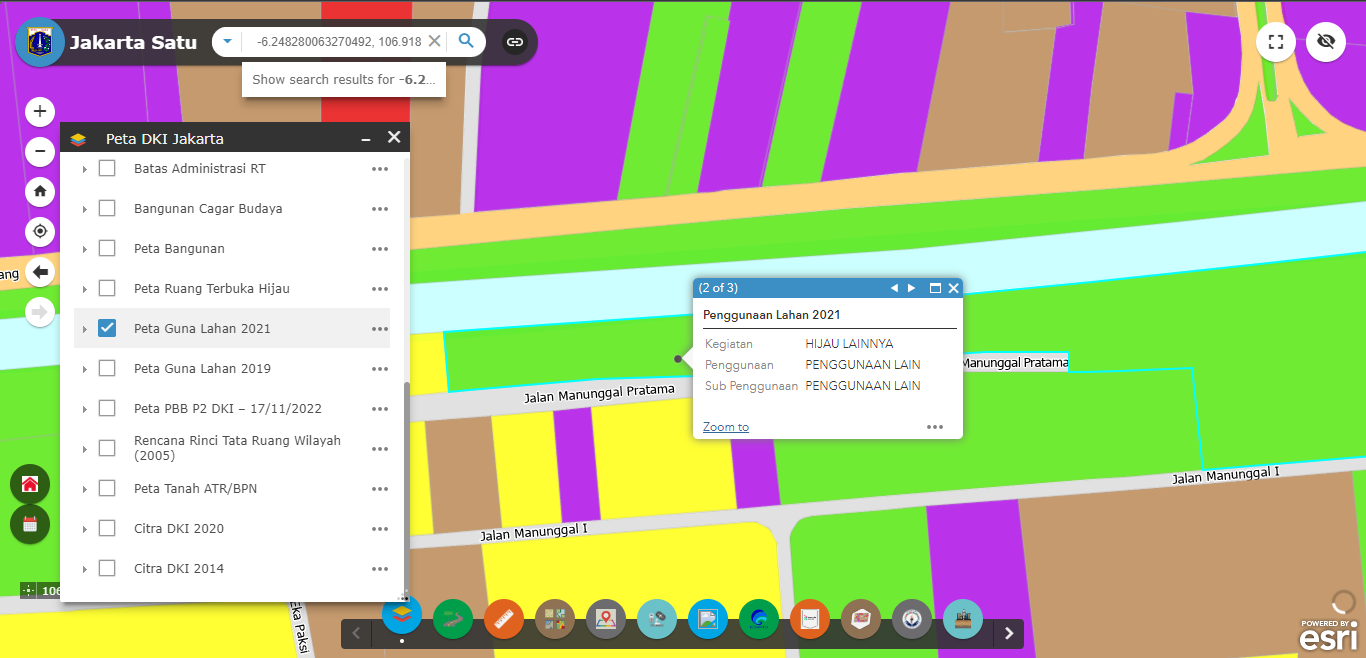 Jakarta Satu
-6.248280063270492, 106.918
Show search results for -6.2...
Peta DKI Jakarta
Batas Administrasi RT
Bangunan Cagar Budaya
Peta Bangunan
Peta Ruang Terbuka Hijau
Peta Guna Lahan 2021
Peta Guna Lahan 2019
Peta PBB P2 DKI – 17/11/2022
Rencana Rinci Tata Ruang Wilayah
(2005)
Peta Tanah ATR/BPN
Citra DKI 2020
Citra DKI 2014
ang
(2 of 3)
Penggunaan Lahan 2021
Kegiatan HIJAU LAINNYA
Penggunaan PENGGUNAAN LAIN
Sub Penggunaan PENGGUNAAN LAIN
Zoom to
Manunggal Pratama
Jalan Manunggal Pratama
Jalan Manunggal I
Jalan Manunggal I
106
eka Paksi
POWERED BY
esri